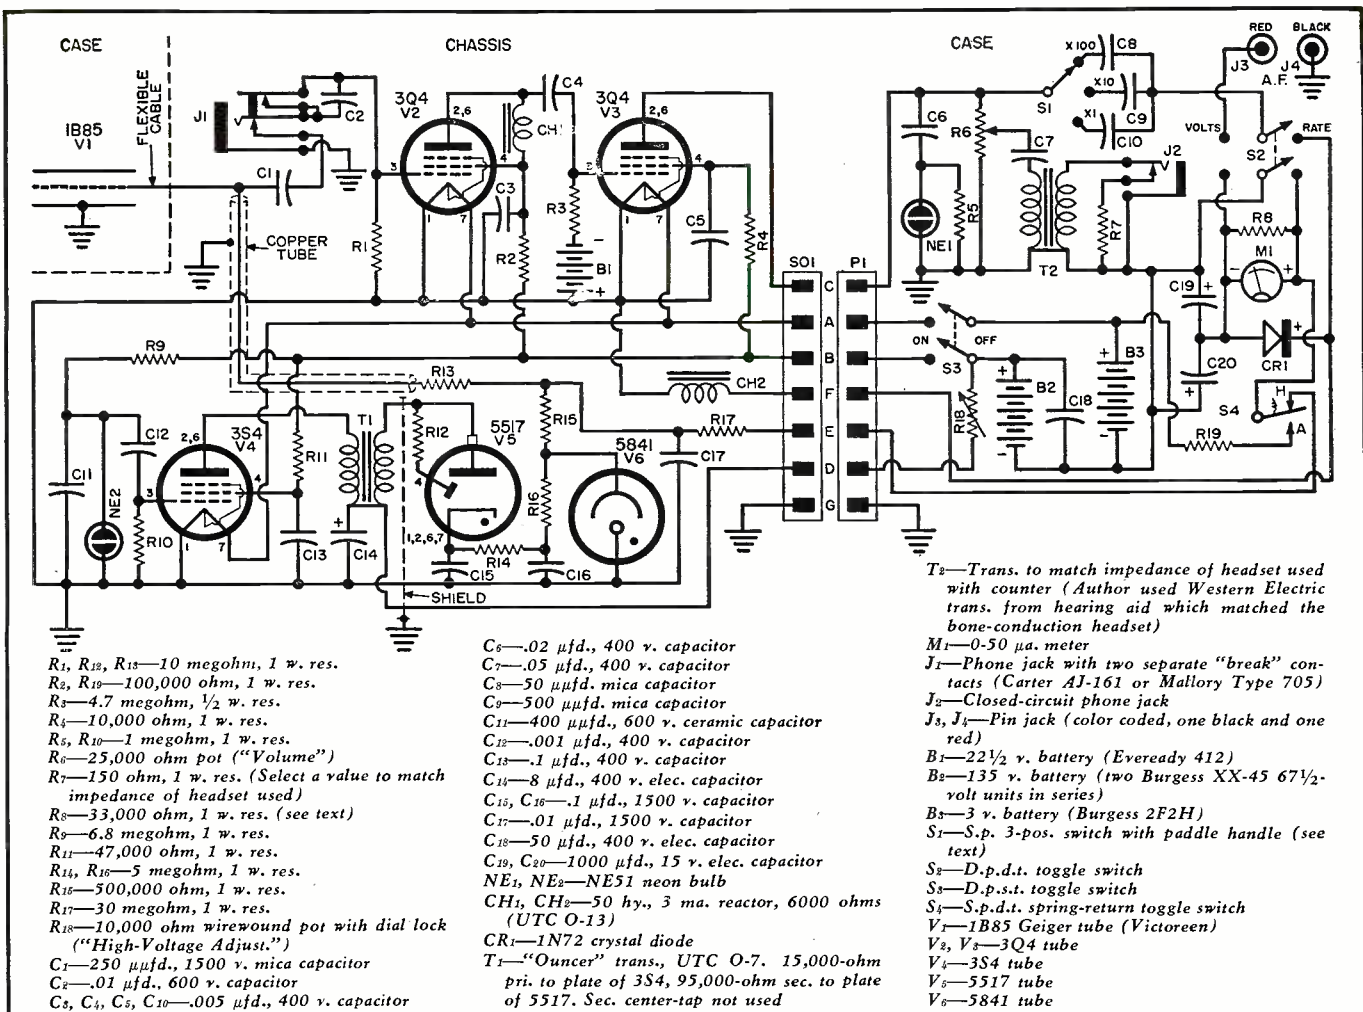 CASE
CHASSIS
CASE
RED
BLACK
J3
J4
A.F.
FLEXIBLE
CABLE
1B85
V1
J1
C2
C1
3Q4
V2
2,6
3
4
1
7
CH1
C4
3Q4
V3
2,6
2
4
1
7
C3
R3
R1
R2
B1
-
+
C5
R4
COPPER
TUBE
X100
C8
X10
C9
X1
C10
S1
C6
R6
C7
R5
NE1
T2
R7
J2
VOLTS
RATE
S2
R8
M1
-
+
C19
+
C20
+
CR1
+
S4
H
A
R19
SO1
P1
C
A
B
F
E
D
G
ON
OFF
S3
R18
B2
+
-
C18
B3
+
-
R9
R13
CH2
R15
R17
C17
C12
3S4
V4
2,6
3
4
1
7
C11
NE2
R10
R11
C13
T1
C14
+
R12
5517
V5
4
1,2,6,7
R16
R14
C15
C16
5841
V6
SHIELD
R1, R12, R13—10 megohm, 1 w. res.
R2, R19—100,000 ohm, 1 w. res.
R3—4.7 megohm, ½ w. res.
R4—10,000 ohm, 1 w. res.
R5, R10—1 megohm, 1 w. res.
R6—25,000 ohm pot ("Volume")
R7—150 ohm, 1 w. res. (Select a value to match
impedance of headset used)
R8—33,000 ohm, 1 w. res. (see text)
R9—6.8 megohm, 1 w. res.
R11—47,000 ohm, 1 w. res.
R14, R16—5 megohm, 1 w. res.
R15—500,000 ohm, 1 w. res.
R17—30 megohm, 1 w. res.
R18—10,000 ohm wirewound pot with dial lock
("High-Voltage Adjust.")
C1—250 μμfd., 1500 v. mica capacitor
C2—.01 μfd., 600 v. capacitor
C3, C4, C5, C10—.005 μfd., 400 v. capacitor
C6—.02 μfd., 400 v. capacitor
C7—.05 μfd., 400 v. capacitor
C8—50 μμfd. mica capacitor
C9—500 μμfd. mica capacitor
C11—400 μμfd., 600 v. ceramic capacitor
C12—.001 μfd., 400 v. capacitor
C13—.1 μfd., 400 v. capacitor
C14—8 μfd., 400 v. elec. capacitor
C15, C16—.1 μfd., 1500 v. capacitor
C17—.01 μfd., 1500 v. capacitor
C18—50 μfd., 400 v. elec. capacitor
C19, C20—1000 μfd., 15 v. elec. capacitor
NE1, NE2—NE51 neon bulb
CH1, CH2—50 hy., 3 ma. reactor, 6000 ohms
(UTC O-13)
CR1—1N72 crystal diode
T1—"Ouncer" trans., UTC O-7. 15,000-ohm
pri. to plate of 3S4, 95,000-ohm sec. to plate
of 5517. Sec. center-tap not used
T2—Trans. to match impedance of headset used
with counter (Author used Western Electric
trans. from hearing aid which matched the
bone-conduction headset)
M1—0-50 μa. meter
J1—Phone jack with two separate "break" con-
tacts (Carter AJ-161 or Mallory Type 705)
J2—Closed-circuit phone jack
J3, J4—Pin jack (color coded, one black and one
red)
B1—22½ v. battery (Eveready 412)
B2—135 v. battery (two Burgess XX-45 67½-
volt units in series)
B3—3 v. battery (Burgess 2F2H)
S1—S.p. 3-pos. switch with paddle handle (see
text)
S2—D.p.d.t. toggle switch
S3—D.p.s.t. toggle switch
S4—S.p.d.t. spring-return toggle switch
V1—1B85 Geiger tube (Victoreen)
V2, V3—3Q4 tube
V4—3S4 tube
V5—5517 tube
V6—5841 tube